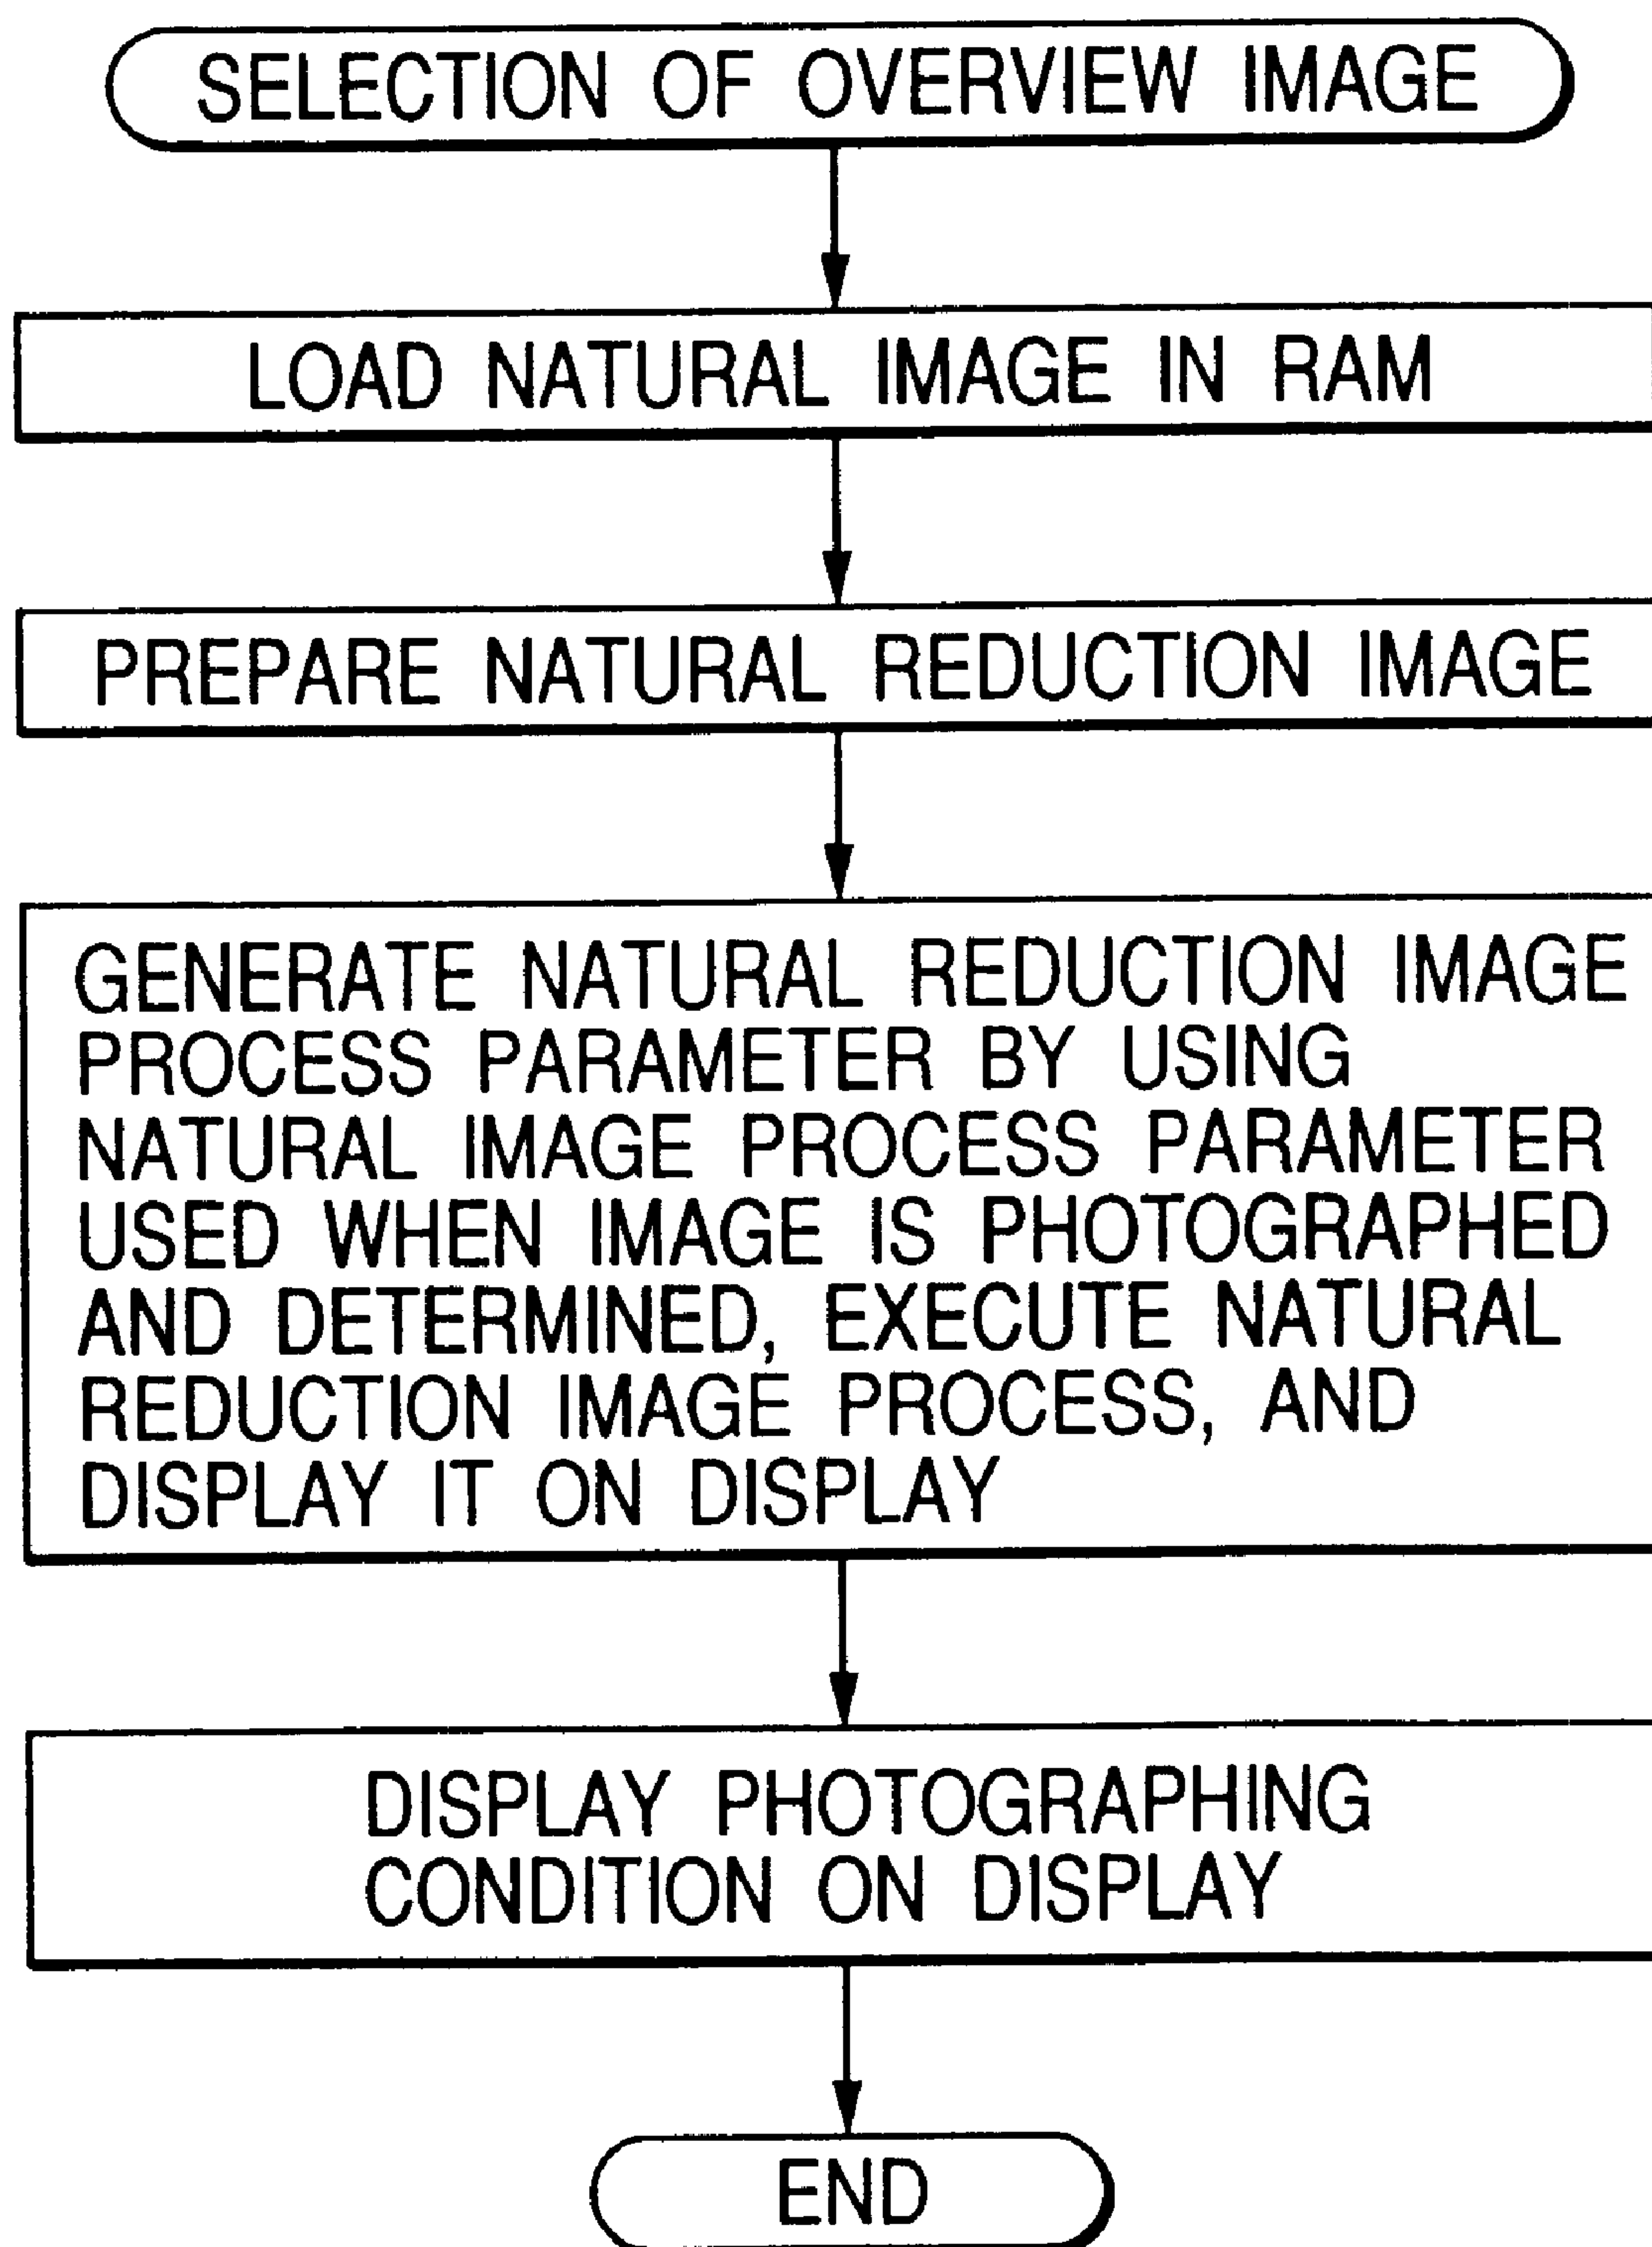 SELECTION OF OVERVIEW IMAGE
LOAD NATURAL IMAGE IN RAM
PREPARE NATURAL REDUCTION IMAGE
GENERATE NATURAL REDUCTION IMAGE
PROCESS PARAMETER BY USING
NATURAL IMAGE PROCESS PARAMETER
USED WHEN IMAGE IS PHOTOGRAPHED
AND DETERMINED, EXECUTE NATURAL
REDUCTION IMAGE PROCESS, AND
DISPLAY IT ON DISPLAY
DISPLAY PHOTOGRAPHING
CONDITION ON DISPLAY
END